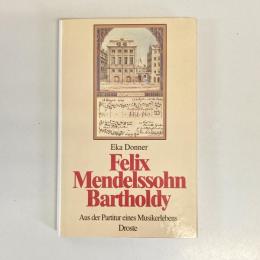 Eka Donner
Felix
Mendelssohn
Bartholdy
Aus der Partitur eines Musikerlebens
Droste